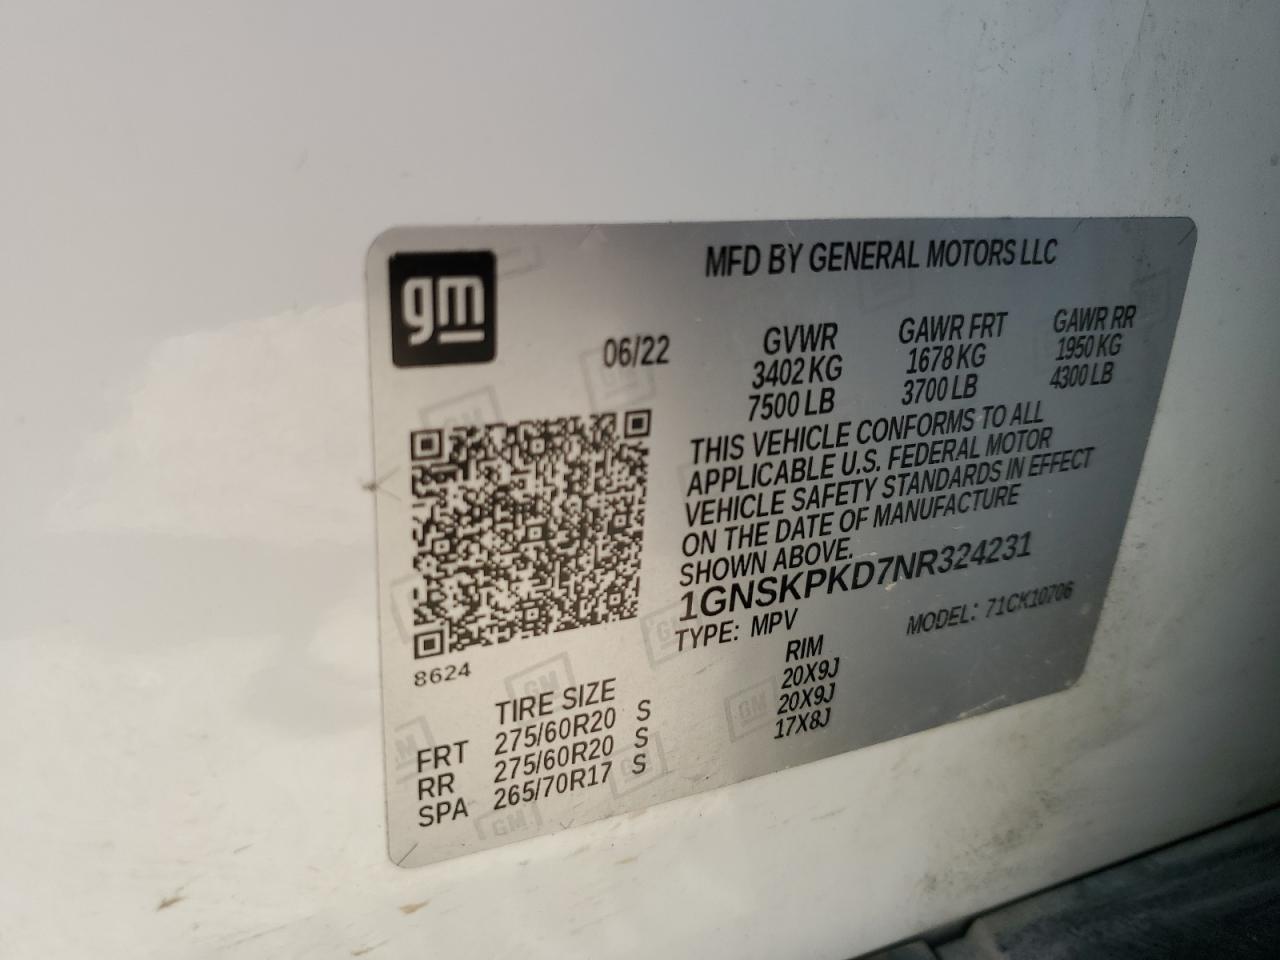 gm
MFD BY GENERAL MOTORS LLC
06/22 GVWR GAWR FRT GAWR RR
3402 KG 1678 KG 1950 KG
7500 LB 3700 LB 4300 LB
THIS VEHICLE CONFORMS TO ALL
APPLICABLE U.S. FEDERAL MOTOR
VEHICLE SAFETY STANDARDS IN EFFECT
ON THE DATE OF MANUFACTURE
SHOWN ABOVE.
1GNSKPKD7NR324231
TYPE: MPV MODEL: 71CK10706
8624
TIRE SIZE RIM
FRT 275/60R20 S 20X9J
RR 275/60R20 S 20X9J
SPA 265/70R17 S 17X8J